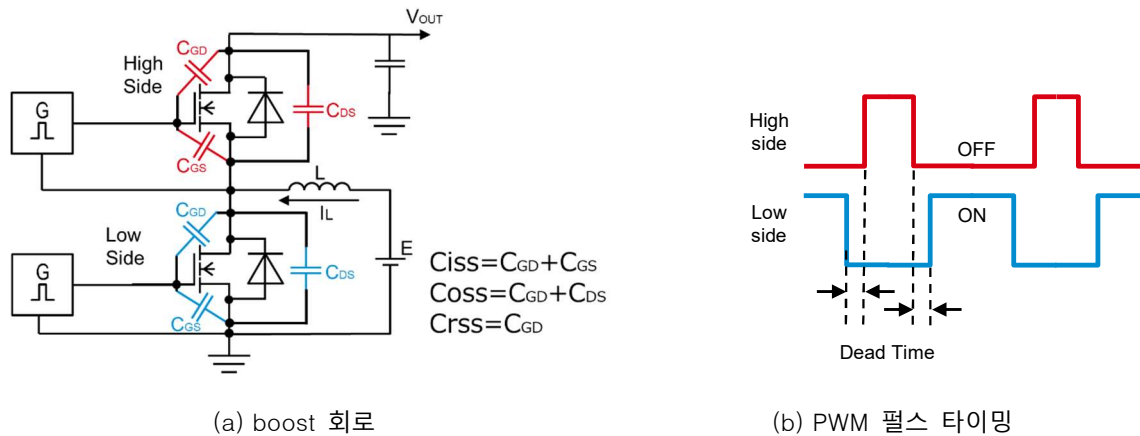 VOUT
CGD
High
Side
G
CDS
CGS
L
IL
CGD
Low
Side
E
G
CDS
CGS
Ciss=CGD+CGS
Coss=CGD+CDS
Crss=CGD
(a) boost 회로
High
side
OFF
Low
side
ON
Dead Time
(b) PWM 펄스 타이밍